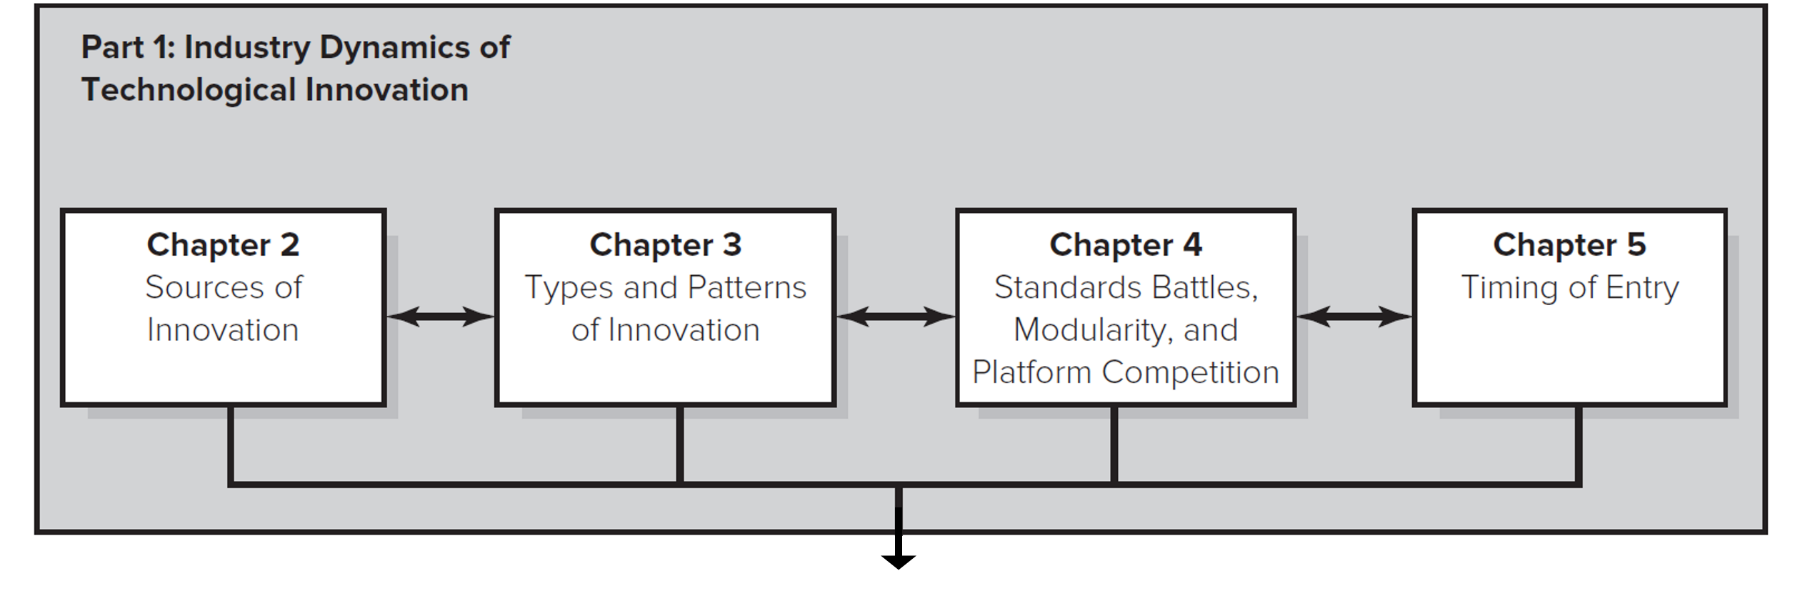 Part 1: Industry Dynamics of
Technological Innovation
Chapter 2
Sources of
Innovation
Chapter 3
Types and Patterns
of Innovation
Chapter 4
Standards Battles,
Modularity, and
Platform Competition
Chapter 5
Timing of Entry